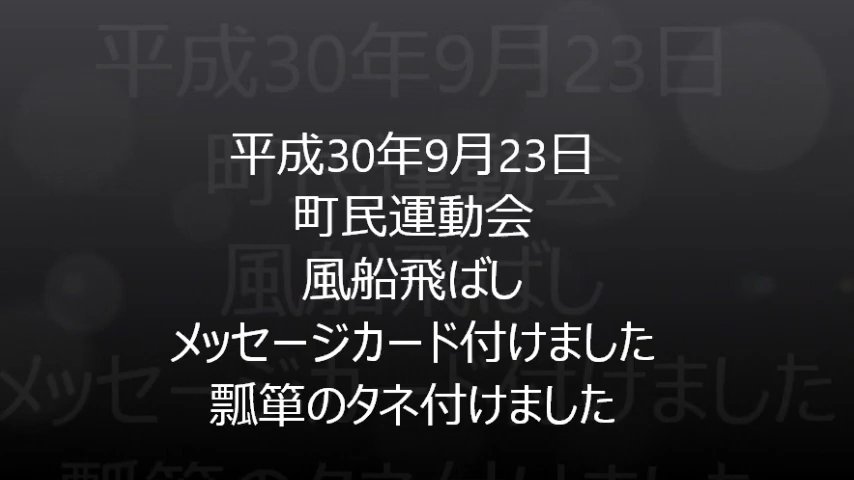 平成30年9月23日
町民運動会
風船飛ばし
メッセージカード付けました
瓢箪のタネ付けました